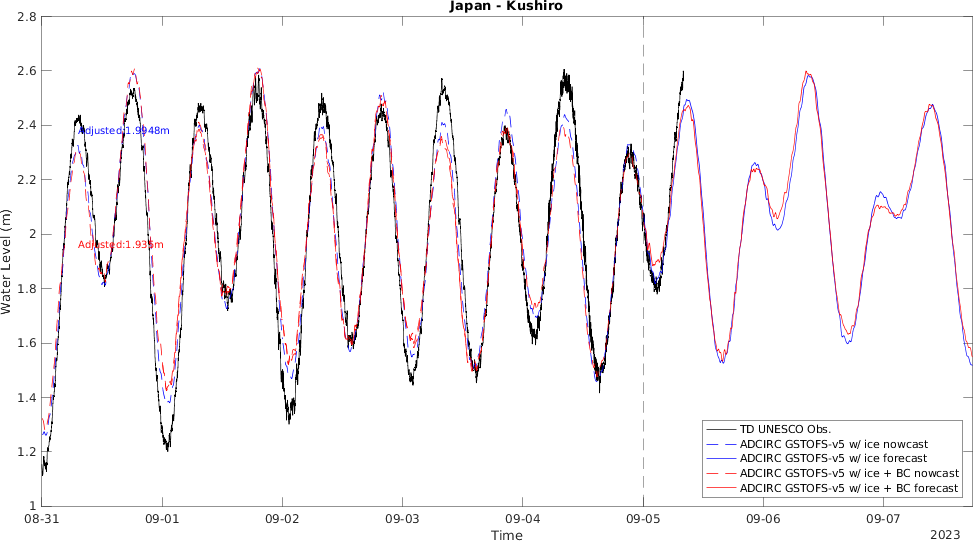 Japan - Kushiro
2.8
2.6
2.4
2.2
2
1.8
1.6
1.4
1.2
1
Water Level (m)
Adjusted:1.9948m
Adjusted:1.935m
TD UNESCO Obs.
ADCIRC GSTOFS-v5 w/ ice nowcast
ADCIRC GSTOFS-v5 w/ ice forecast
ADCIRC GSTOFS-v5 w/ ice + BC nowcast
ADCIRC GSTOFS-v5 w/ ice + BC forecast
08-31 09-01 09-02 09-03 09-04 09-05 09-06 09-07
Time
2023